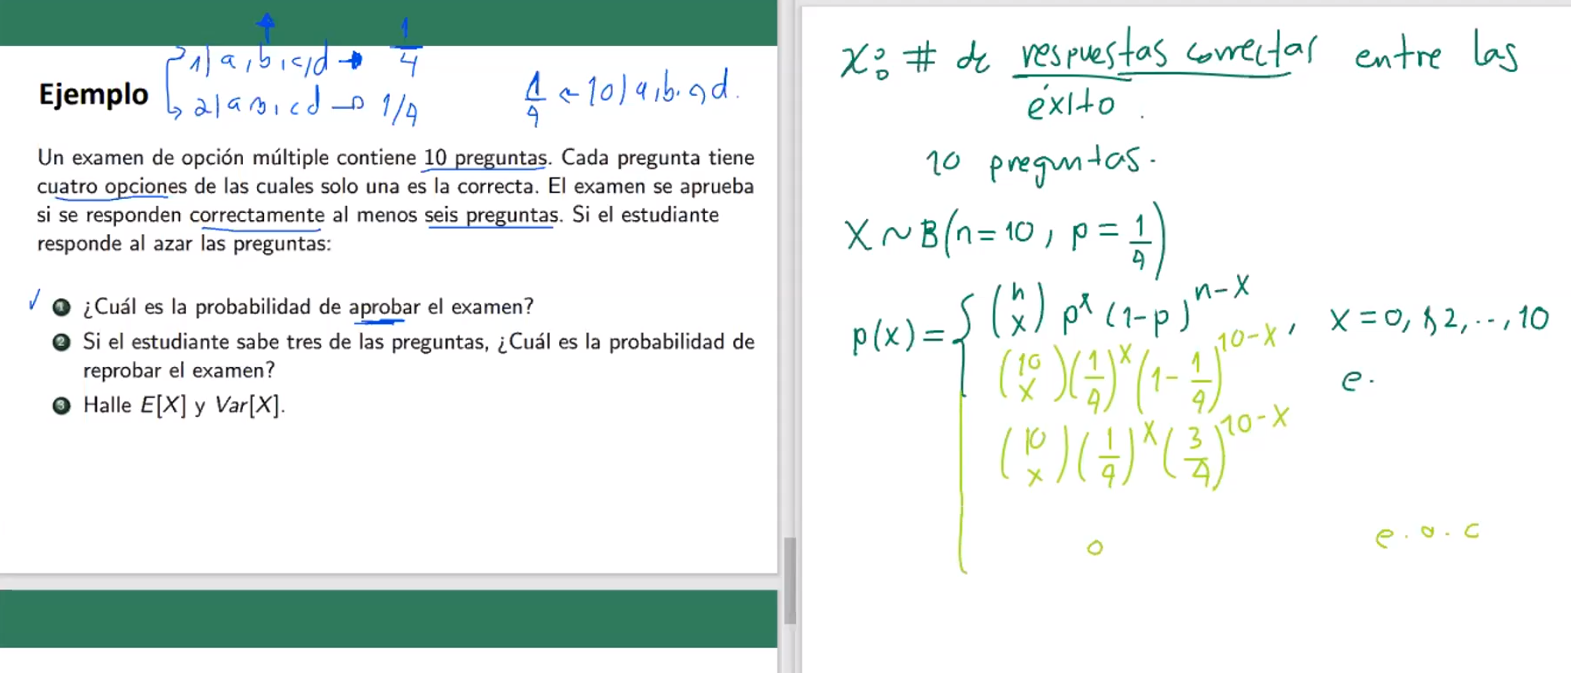 1) a, b, c, d → 1/4
Ejemplo
2) a, b, c d → 1/4
1/4 ← 10) a, b, c, d.
Un examen de opción múltiple contiene 10 preguntas. Cada pregunta tiene
cuatro opciones de las cuales solo una es la correcta. El examen se aprueba
si se responden correctamente al menos seis preguntas. Si el estudiante
responde al azar las preguntas:
✓ 1 ¿Cuál es la probabilidad de aprobar el examen?
2 Si el estudiante sabe tres de las preguntas, ¿Cuál es la probabilidad de
reprobar el examen?
3 Halle E[X] y Var[X].
X: # de respuestas correctas entre las
éxito.
10 preguntas.
X ~ B(n = 10, p = 1/4)
p(x) = { (n x) p^x (1-p)^(n-x), x = 0, 1, 2, ..., 10
(10 x) (1/4)^x (1 - 1/4)^(10-x) e.
(10 x) (1/4)^x (3/4)^(10-x)
0 e.o.c